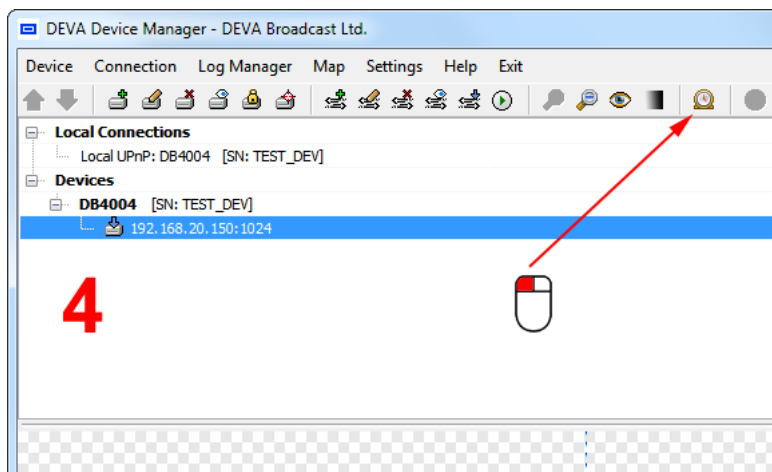 DEVA Device Manager - DEVA Broadcast Ltd.
Device Connection Log Manager Map Settings Help Exit
Local Connections
Local UPnP: DB4004 [SN: TEST_DEV]
Devices
DB4004 [SN: TEST_DEV]
192.168.20.150:1024
4